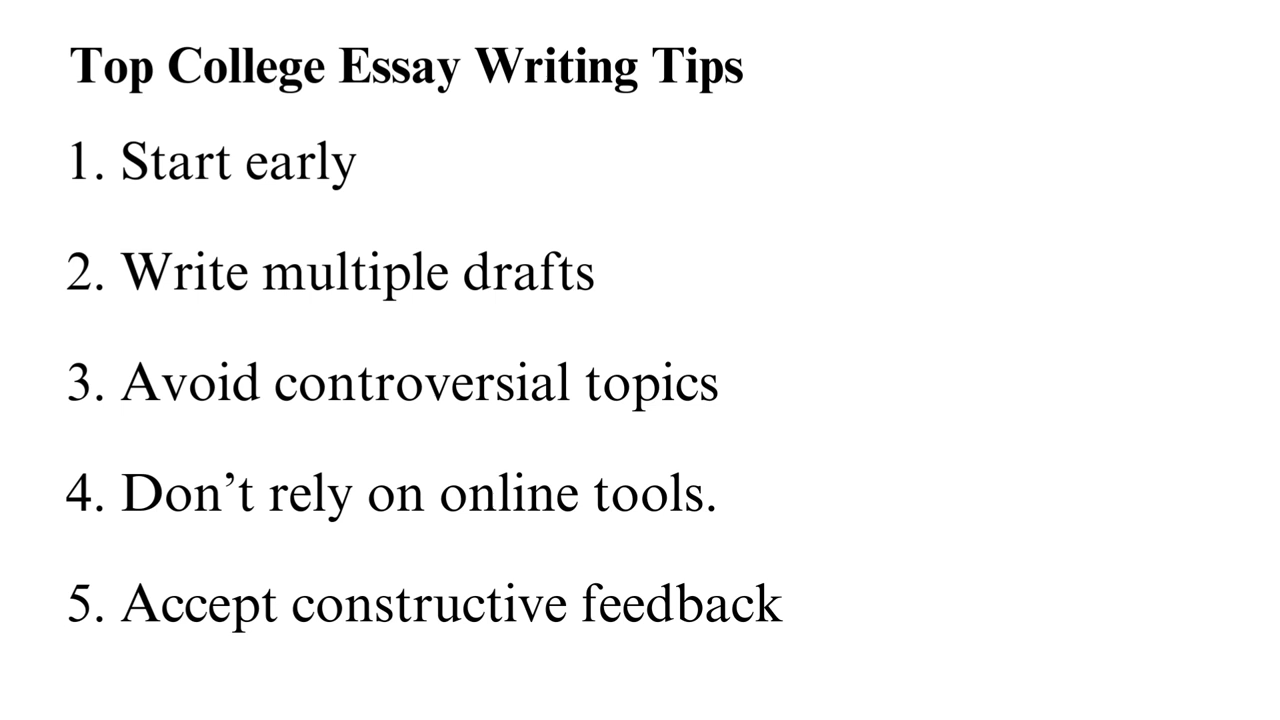 Top College Essay Writing Tips
1. Start early
2. Write multiple drafts
3. Avoid controversial topics
4. Don’t rely on online tools.
5. Accept constructive feedback